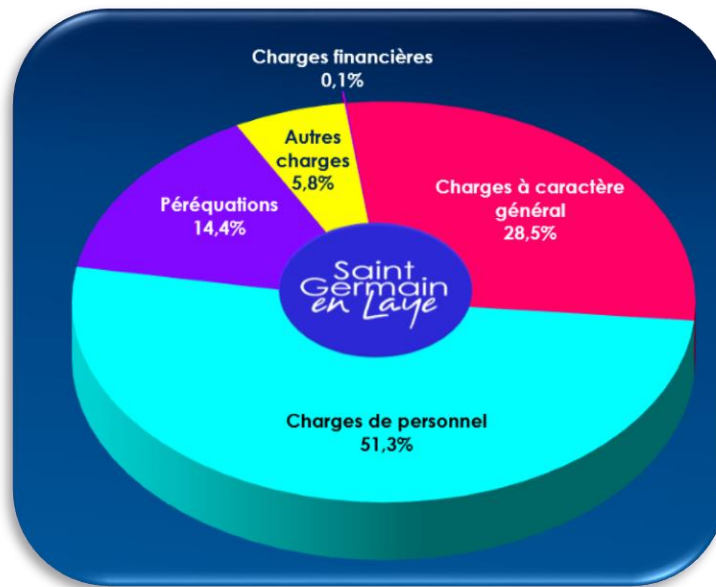 Charges financières
0,1%
Autres
charges
5,8%
Charges à caractère
général
28,5%
Péréquations
14,4%
Saint
Germain
en Laye
Charges de personnel
51,3%